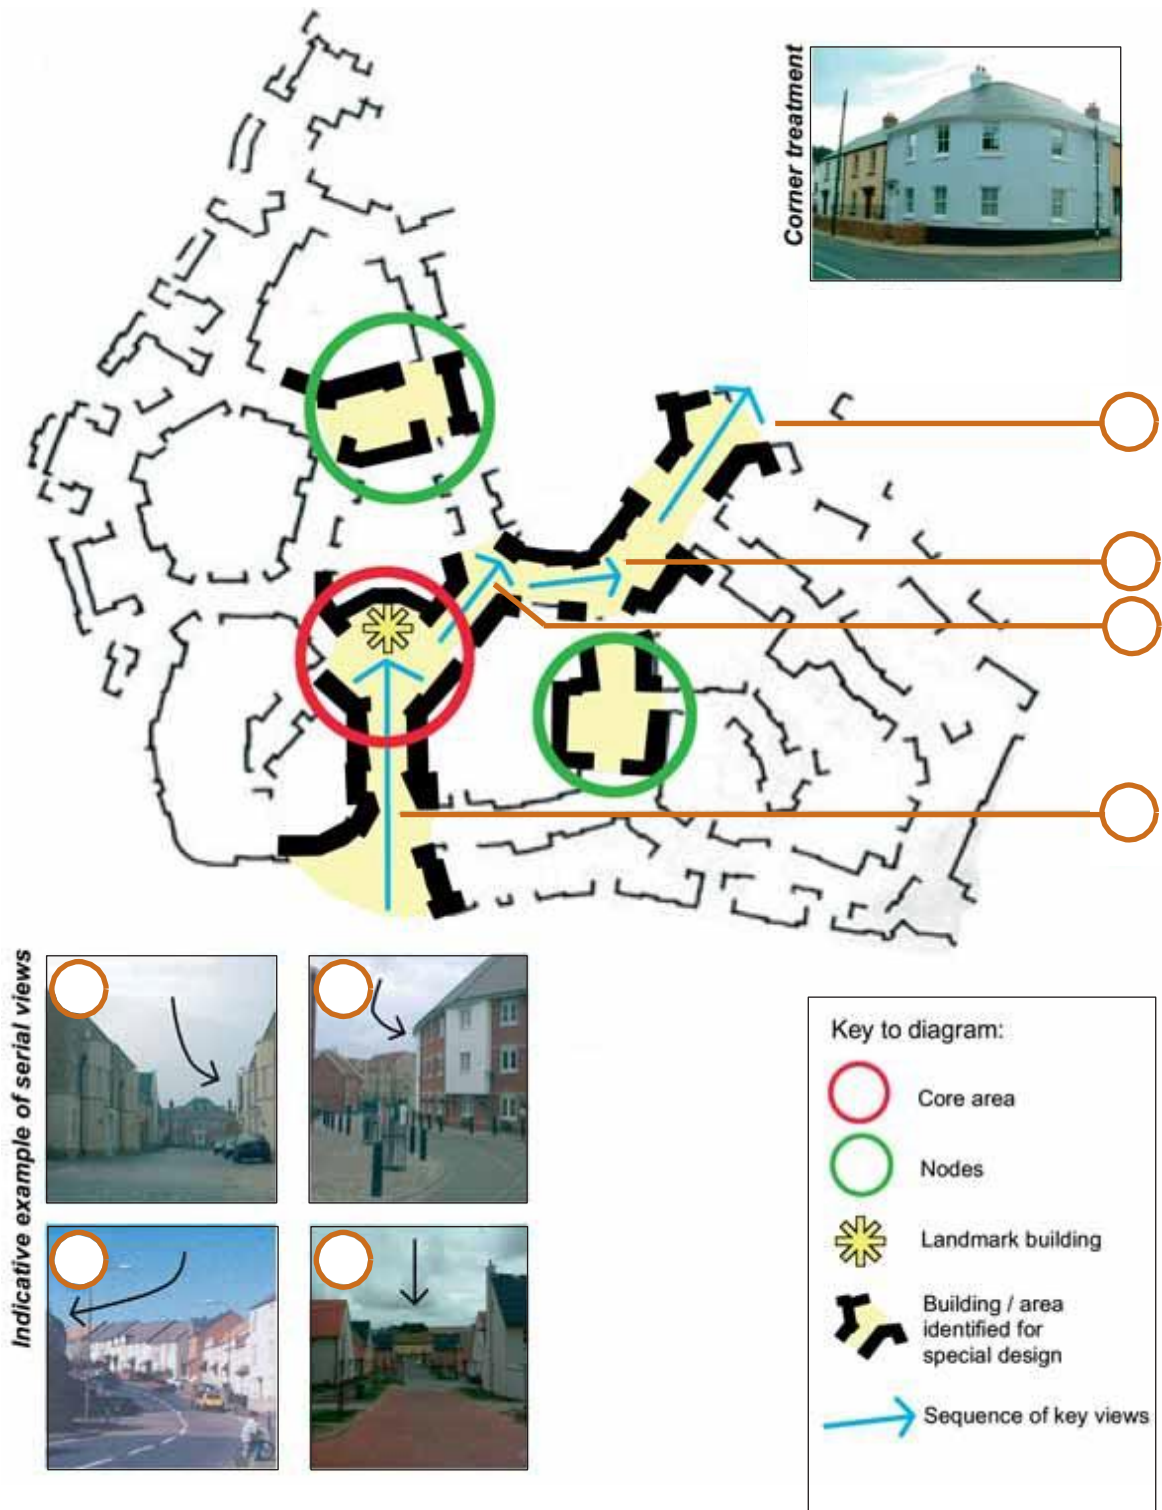 Corner treatment
Indicative example of serial views
Key to diagram:
Core area
Nodes
Landmark building
Building / area
identified for
special design
Sequence of key views